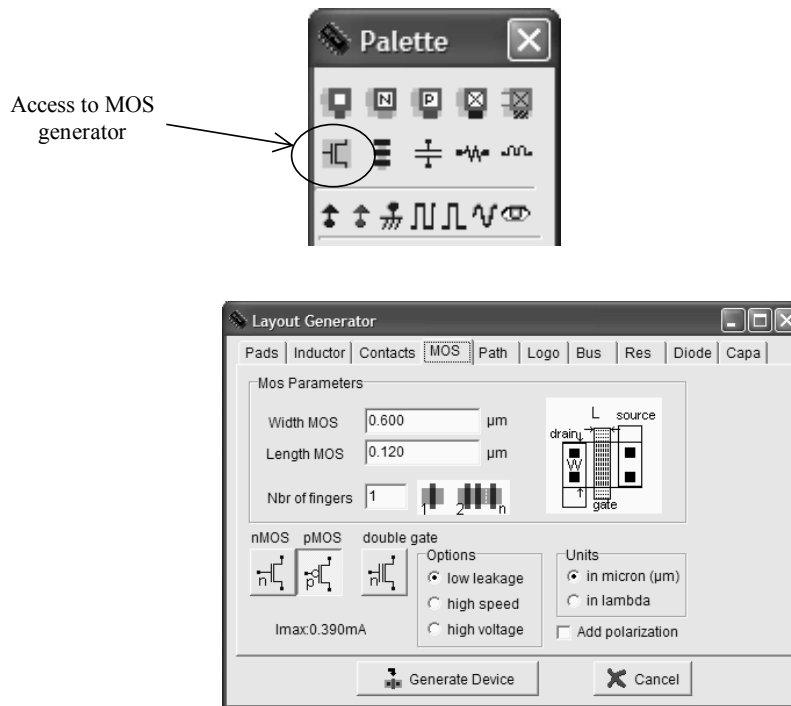 Palette
Access to MOS
generator
N P
Layout Generator
Pads Inductor Contacts MOS Path Logo Bus Res Diode Capa
Mos Parameters
Width MOS 0.600 µm
Length MOS 0.120 µm
Nbr of fingers 1
1 2 n
L source
drain
W
gate
nMOS pMOS double gate
n p n
Options
low leakage
high speed
high voltage
Units
in micron (µm)
in lambda
Imax:0.390mA
Add polarization
Generate Device Cancel